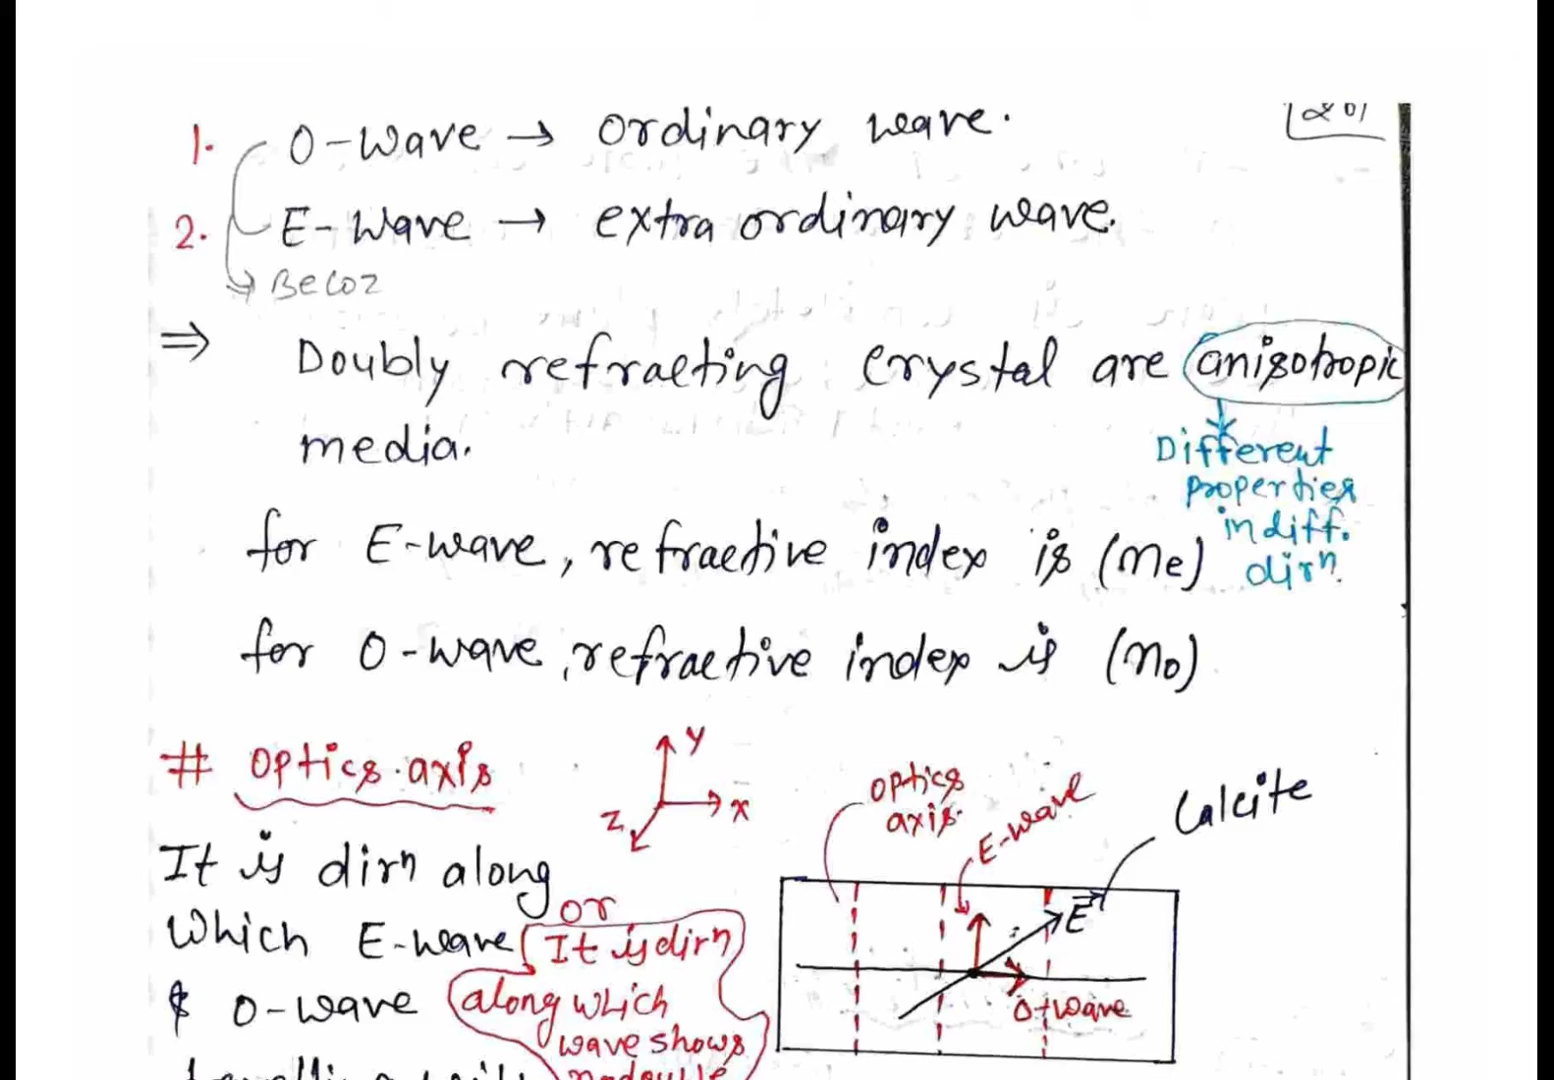 201
1. O-wave → ordinary wave.
2. E-wave → extra ordinary wave.
Becoz
⇒ Doubly refracting crystal are anisotropic
media.
Different
properties
in diff.
dirn.
for E-wave, refractive index is (ne)
for O-wave, refractive index is (no)
# Optics.axis
Y
X
Z
It is dirn along
which E-wave
& O-wave
or
It is dirn
along which
wave shows
optics
axis.
E-wave
Calcite
E
O-wave